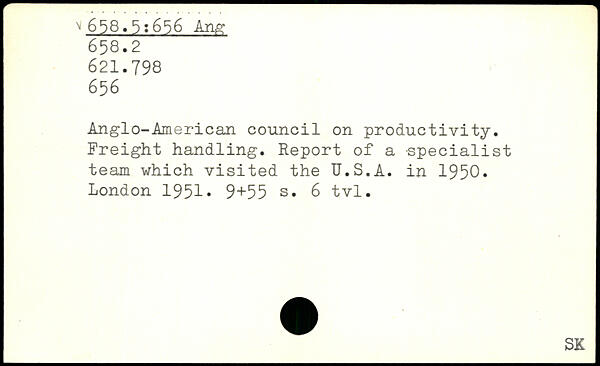 √ 658.5:656 Ang
658.2
621.798
656
Anglo-American council on productivity.
Freight handling. Report of a specialist
team which visited the U.S.A. in 1950.
London 1951. 9+55 s. 6 tvl.
SK